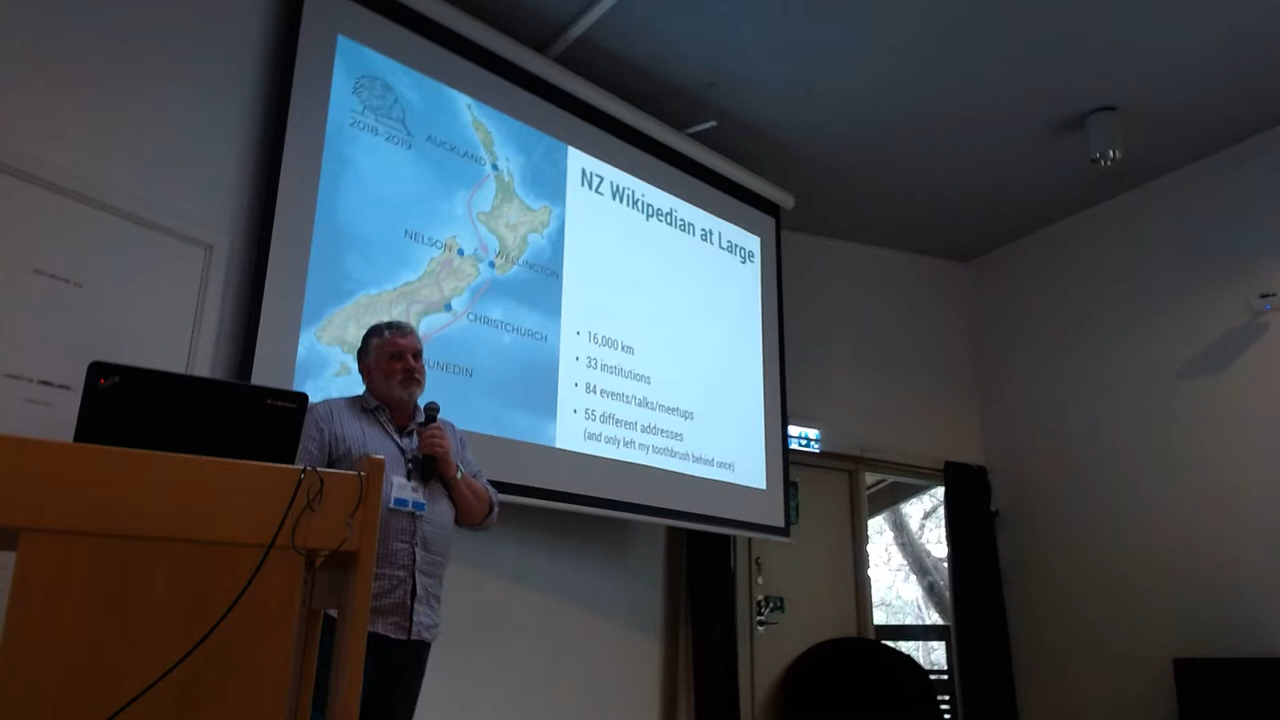 2018-2019
AUCKLAND
NELSON
WELLINGTON
CHRISTCHURCH
DUNEDIN
NZ Wikipedian at Large
• 16,000 km
• 33 institutions
• 84 events/talks/meetups
• 55 different addresses
(and only left my toothbrush behind once)